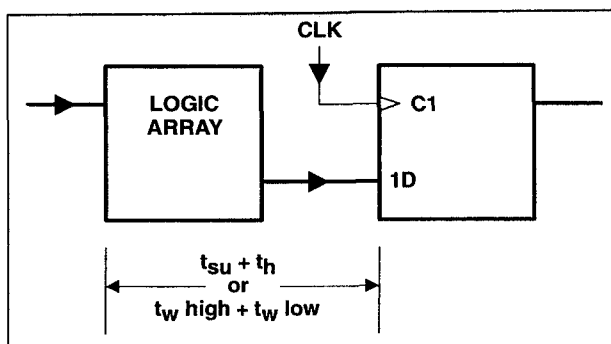 CLK
LOGIC
ARRAY
C1
1D
tsu + th
or
tw high + tw low